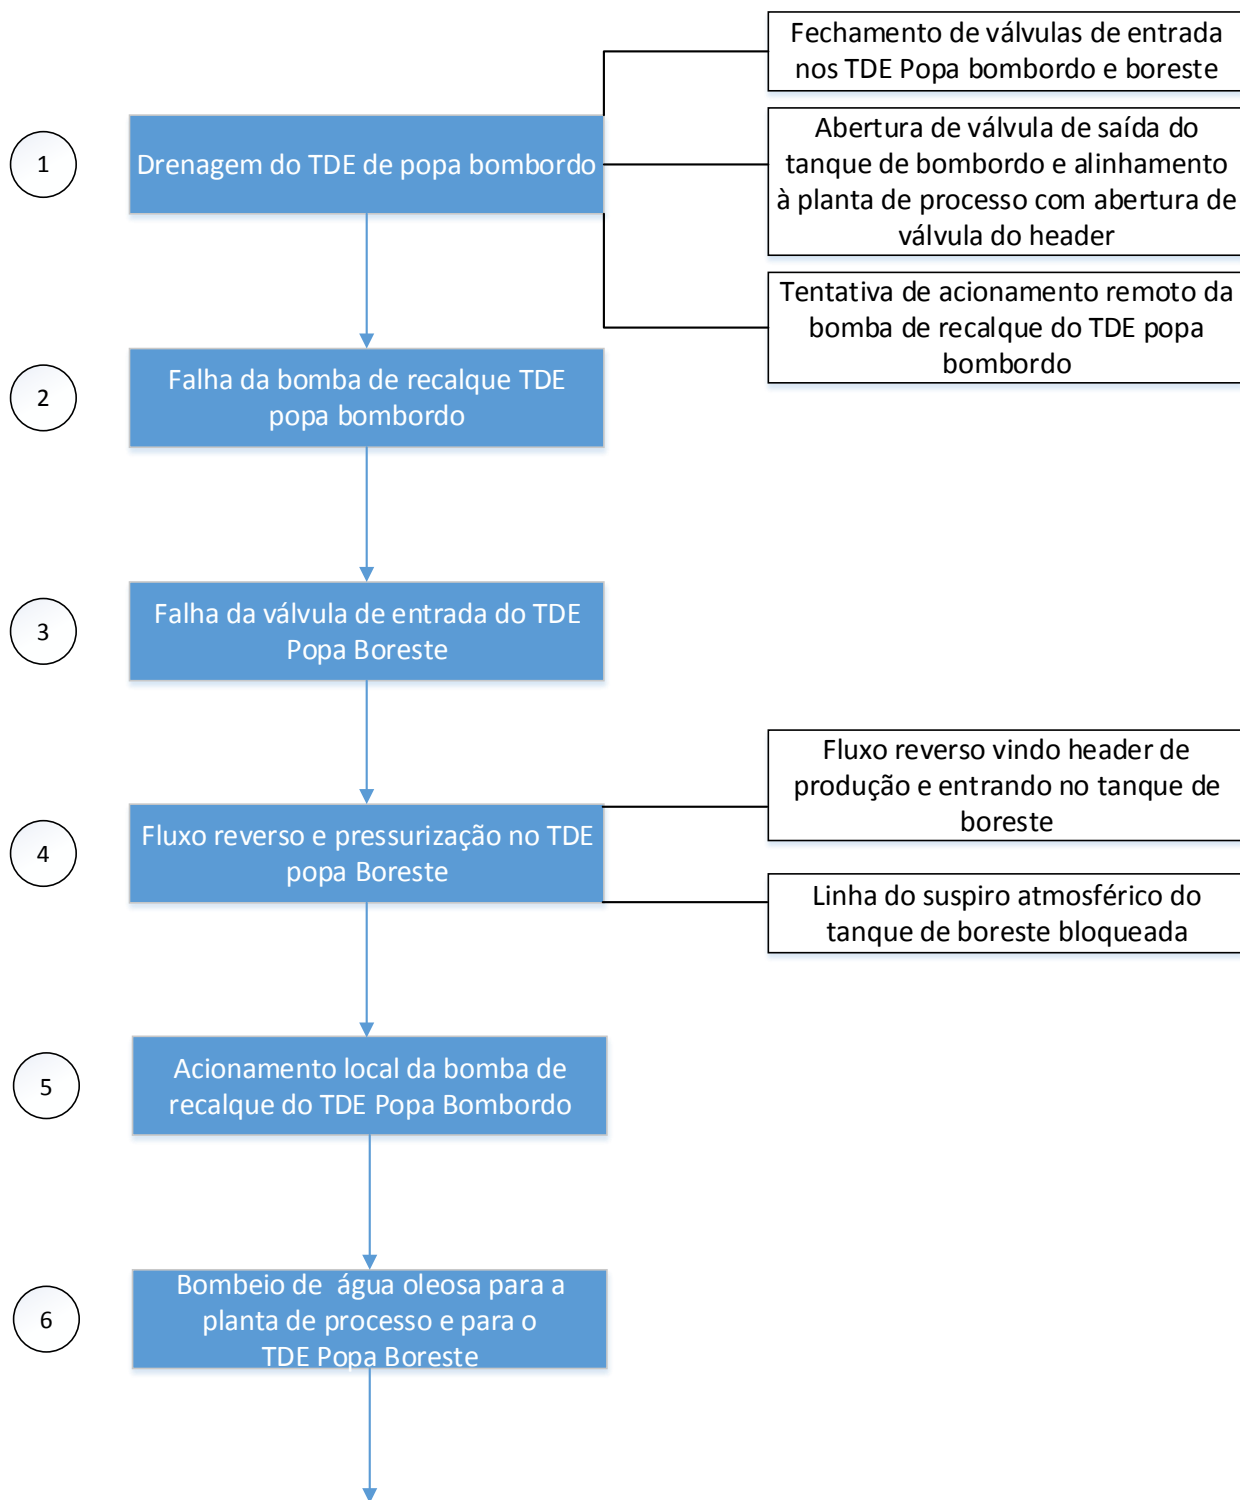 1
Drenagem do TDE de popa bombordo
Fechamento de válvulas de entrada
nos TDE Popa bombordo e boreste
Abertura de válvula de saída do
tanque de bombordo e alinhamento
à planta de processo com abertura de
válvula do header
Tentativa de acionamento remoto da
bomba de recalque do TDE popa
bombordo
2
Falha da bomba de recalque TDE
popa bombordo
3
Falha da válvula de entrada do TDE
Popa Boreste
4
Fluxo reverso e pressurização no TDE
popa Boreste
Fluxo reverso vindo header de
produção e entrando no tanque de
boreste
Linha do suspiro atmosférico do
tanque de boreste bloqueada
5
Acionamento local da bomba de
recalque do TDE Popa Bombordo
6
Bombeio de água oleosa para a
planta de processo e para o
TDE Popa Boreste